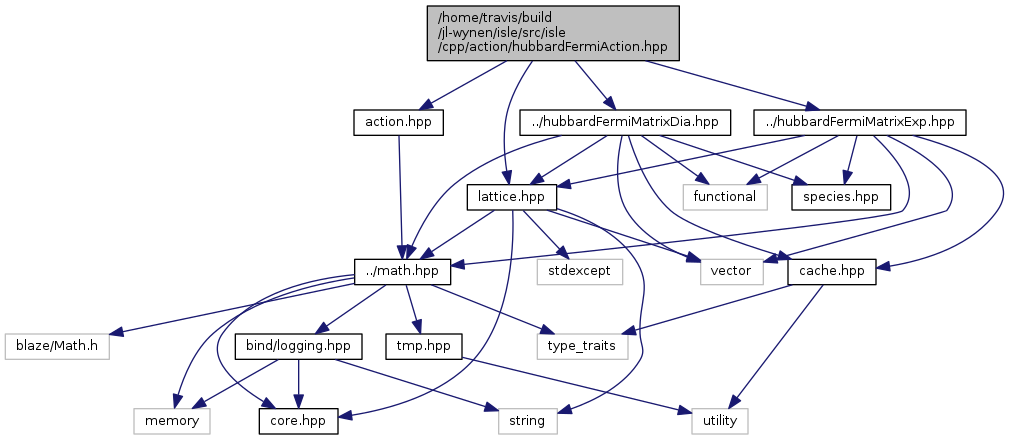 /home/travis/build
/jl-wynen/isle/src/isle
/cpp/action/hubbardFermiAction.hpp
action.hpp
../hubbardFermiMatrixDia.hpp
../hubbardFermiMatrixExp.hpp
lattice.hpp
functional
species.hpp
../math.hpp
stdexcept
vector
cache.hpp
blaze/Math.h
bind/logging.hpp
tmp.hpp
type_traits
memory
core.hpp
string
utility